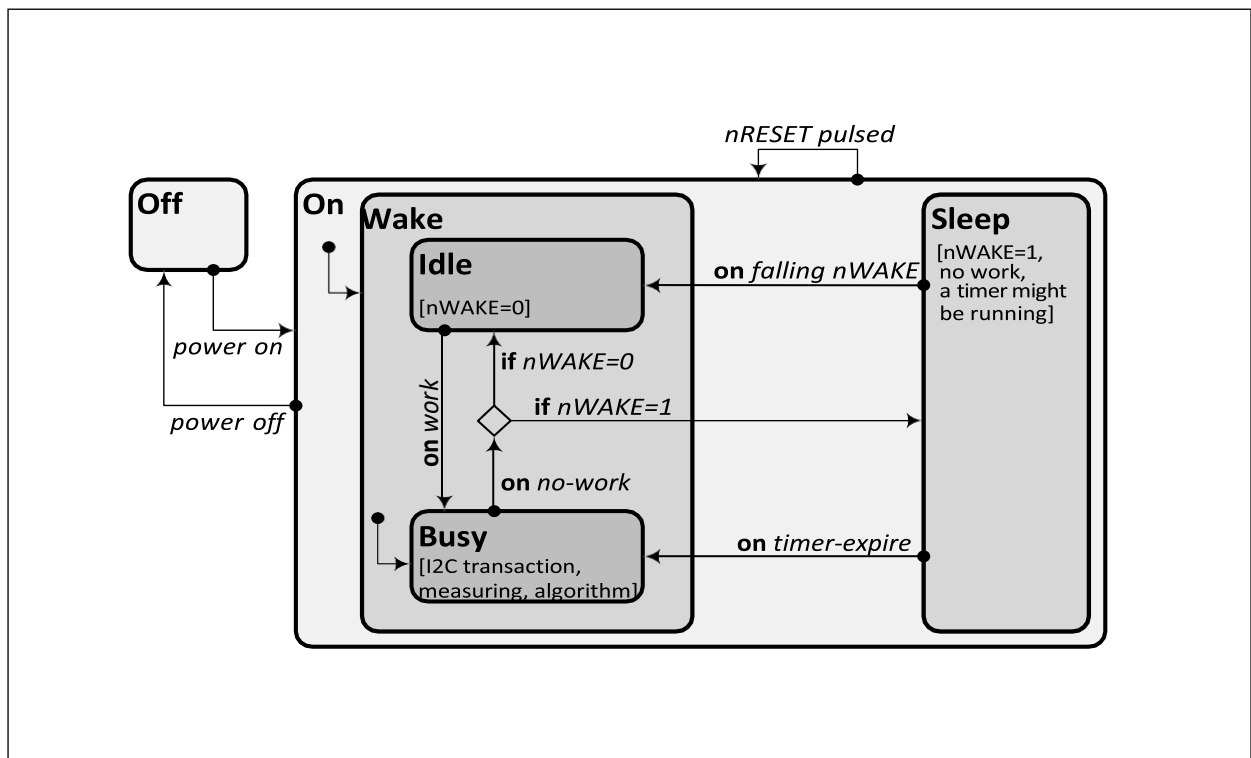 nRESET pulsed
Off
On
Wake
Sleep
[nWAKE=1,
no work,
a timer might
be running]
Idle
[nWAKE=0]
on falling nWAKE
power on
if nWAKE=0
power off
if nWAKE=1
on work
on no-work
Busy
[I2C transaction,
measuring, algorithm]
on timer-expire